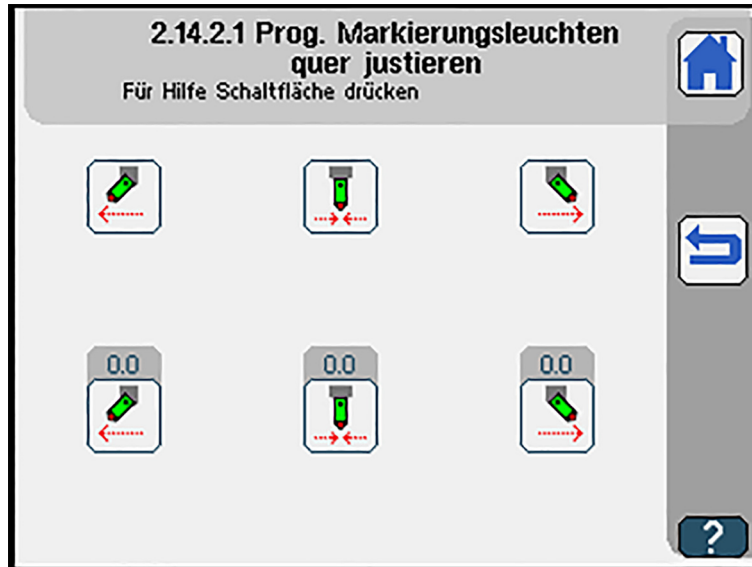 2.14.2.1 Prog. Markierungsleuchten
quer justieren
Für Hilfe Schaltfläche drücken
0.0 0.0 0.0
?